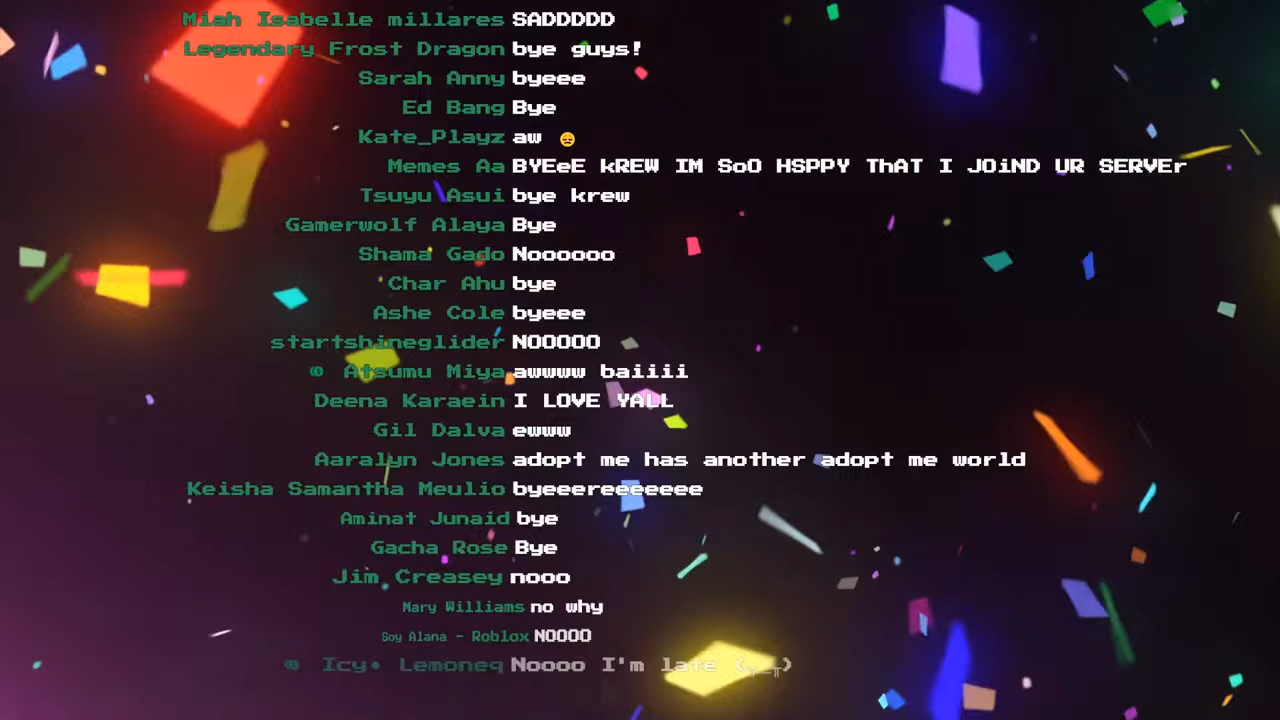 Miah Isabelle millares SADDDDD
Legendary Frost Dragon bye guys!
Sarah Anny byeee
Ed Bang Bye
Kate_Playz aw 😔
Memes Aa BYEeE kREW IM SoO HSPPY ThAT I JOiND UR SERVEr
Tsuyu Asui bye krew
Gamerwolf Alaya Bye
Shama Gado Noooooo
Char Ahu bye
Ashe Cole byeee
startshineglider NOOOOO
Atsumu Miya awwww baiiii
Deena Karaein I LOVE YALL
Gil Dalva ewww
Aaralyn Jones adopt me has another adopt me world
Keisha Samantha Meulio byeeereeeeeee
Aminat Junaid bye
Gacha Rose Bye
Jim Creasey nooo
Mary Williams no why
Soy Alana - Roblox NOOOO
Icy• Lemoneq Noooo I'm late (╥﹏╥)